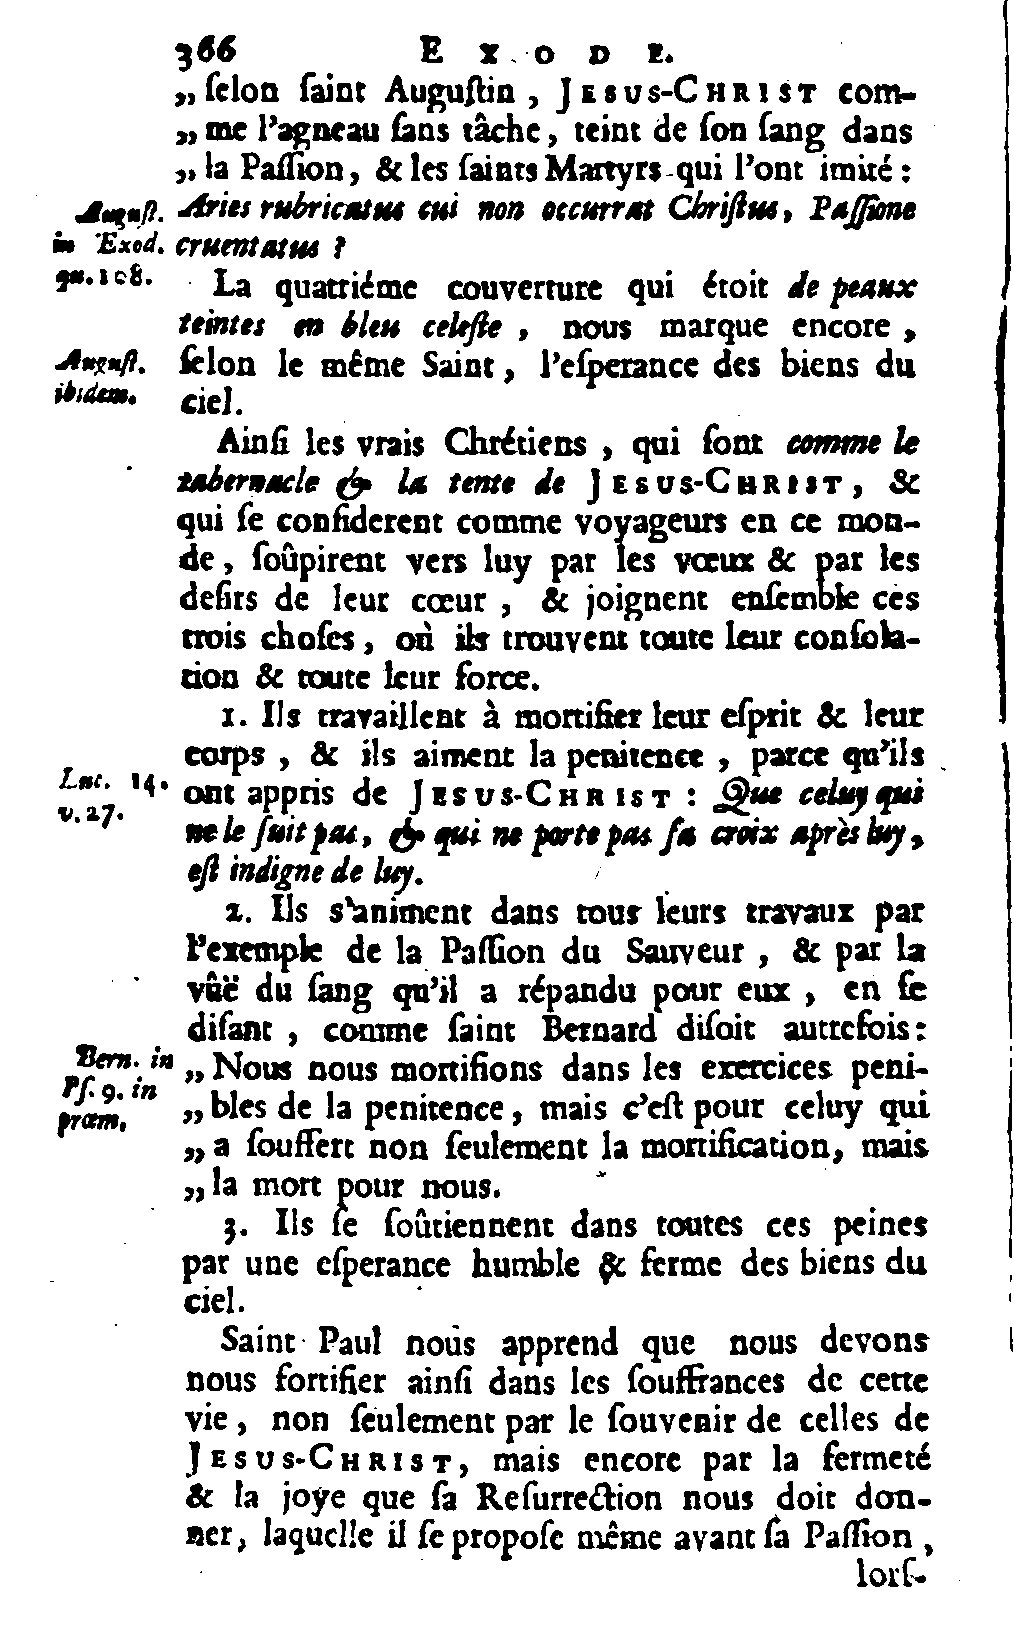 366 EXODE.
„ ſelon ſaint Auguſtin, JESUS-CHRIST com-
„ me l'agneau ſans tâche, teint de ſon ſang dans
„ la Paſſion, & les ſaints Martyrs qui l'ont imité :
Auguſt. in Exod. qu. 108.
Aries rubricatus cui non occurrat Chriſtus, Paſſione
cruentatus ?
La quatriéme couverture qui étoit de peaux
teintes en bleu celeſte, nous marque encore,
Auguſt. ibidem.
ſelon le même Saint, l'eſperance des biens du
ciel.
Ainſi les vrais Chrétiens, qui ſont comme le
tabernacle & la tente de JESUS-CHRIST, &
qui ſe conſiderent comme voyageurs en ce mon-
de, ſoûpirent vers luy par les vœux & par les
deſirs de leur cœur, & joignent enſemble ces
trois choſes, où ils trouvent toute leur conſola-
tion & toute leur force.
1. Ils travaillent à mortifier leur eſprit & leur
corps, & ils aiment la penitence, parce qu'ils
Luc. 14. v. 27.
ont appris de JESUS-CHRIST : Que celuy qui
ne le ſuit pas, & qui ne porte pas ſa croix après luy,
eſt indigne de luy.
2. Ils s'animent dans tous leurs travaux par
l'exemple de la Paſſion du Sauveur, & par la
vûë du ſang qu'il a répandu pour eux, en ſe
diſant, comme ſaint Bernard diſoit autrefois :
Bern. in Pſ. 9. in præm.
„ Nous nous mortifions dans les exercices peni-
„ bles de la penitence, mais c'eſt pour celuy qui
„ a ſouffert non ſeulement la mortification, mais
„ la mort pour nous.
3. Ils ſe ſoûtiennent dans toutes ces peines
par une eſperance humble & ferme des biens du
ciel.
Saint Paul nous apprend que nous devons
nous fortifier ainſi dans les ſouffrances de cette
vie, non ſeulement par le ſouvenir de celles de
JESUS-CHRIST, mais encore par la fermeté
& la joye que ſa Reſurrection nous doit don-
ner, laquelle il ſe propoſe même avant ſa Paſſion,
lorſ-